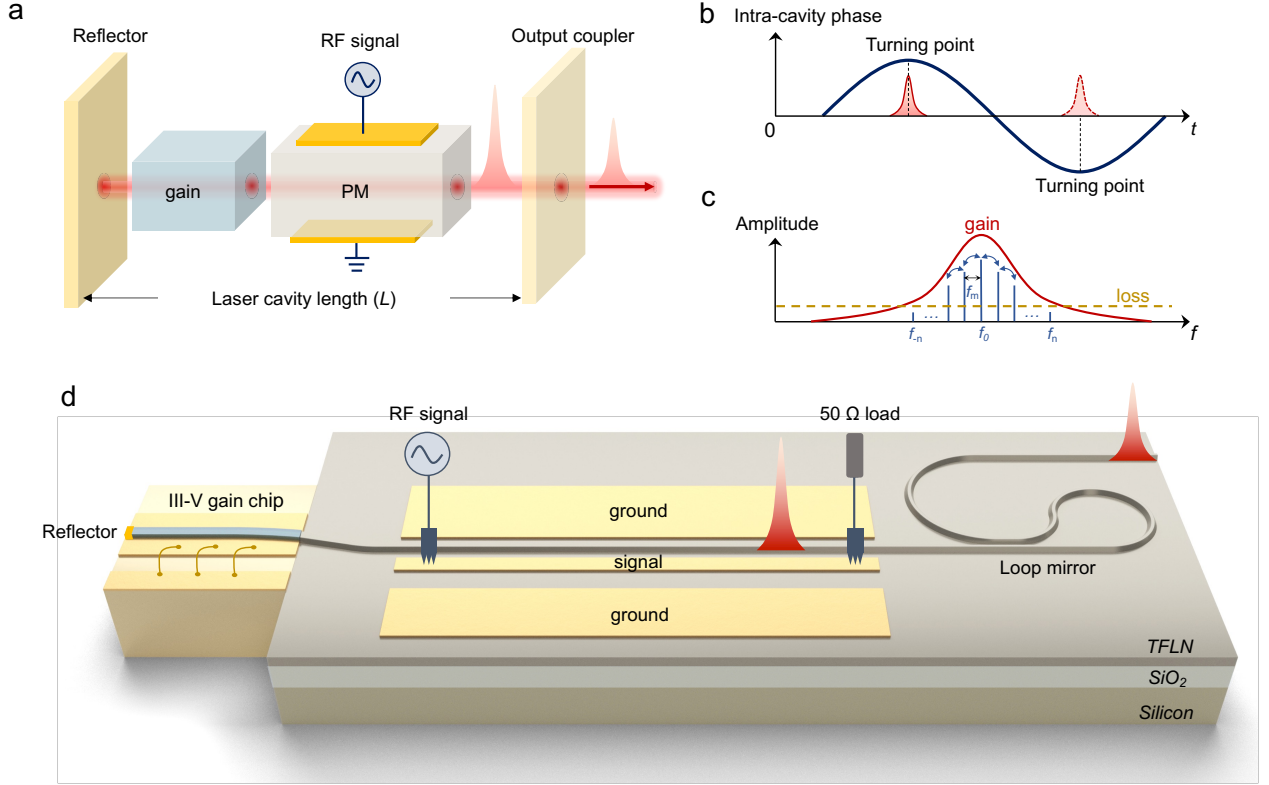 a
Reflector
RF signal
Output coupler
gain
PM
Laser cavity length (L)
b
Intra-cavity phase
Turning point
0
t
Turning point
c
Amplitude
gain
fm
loss
...
...
f-n
f0
fn
f
d
RF signal
50 Ω load
III-V gain chip
Reflector
ground
signal
ground
Loop mirror
TFLN
SiO2
Silicon